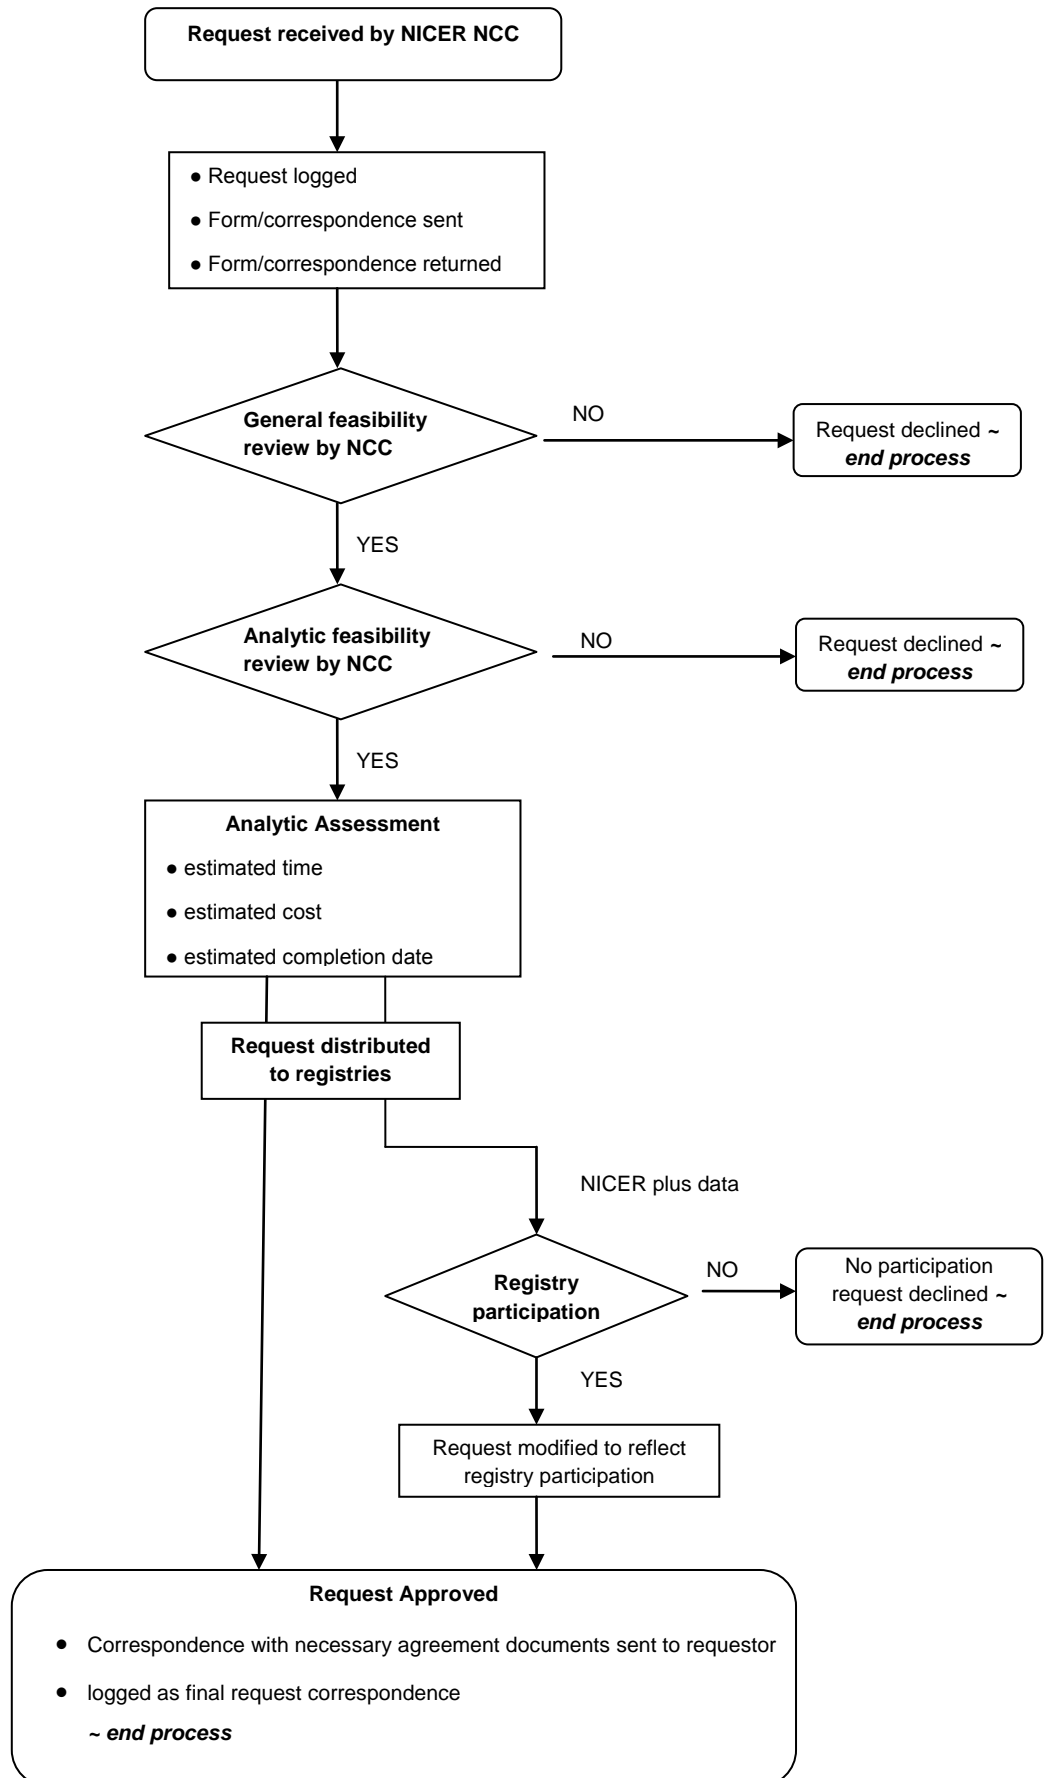 Request received by NICER NCC
● Request logged
● Form/correspondence sent
● Form/correspondence returned
General feasibility
review by NCC
NO
Request declined ~
end process
YES
Analytic feasibility
review by NCC
NO
Request declined ~
end process
YES
Analytic Assessment
● estimated time
● estimated cost
● estimated completion date
Request distributed
to registries
NICER plus data
Registry
participation
NO
No participation
request declined ~
end process
YES
Request modified to reflect
registry participation
Request Approved
● Correspondence with necessary agreement documents sent to requestor
● logged as final request correspondence
~ end process